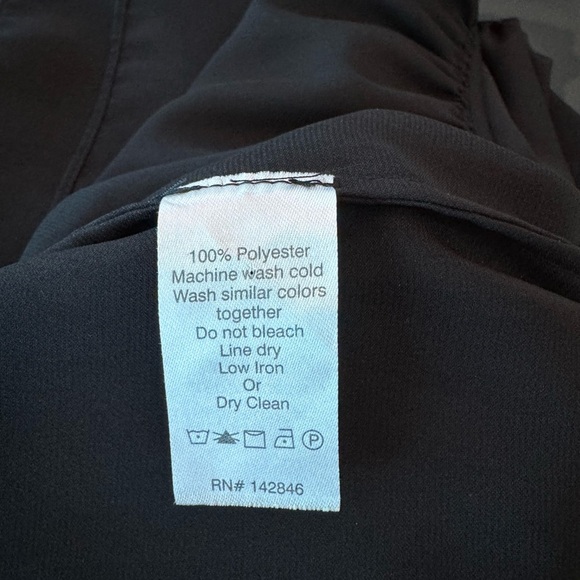 100% Polyester
Machine wash cold
Wash similar colors
together
Do not bleach
Line dry
Low Iron
Or
Dry Clean
P
RN# 142846